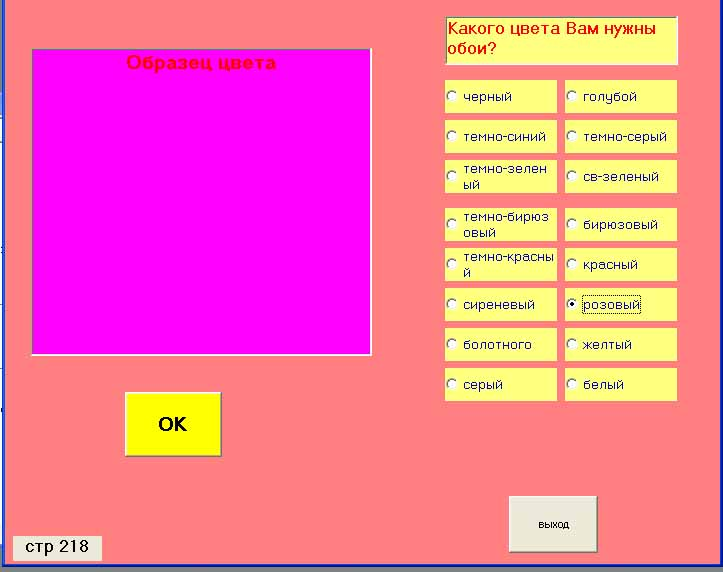 Какого цвета Вам нужны
обои?
Образец цвета
черный
голубой
темно-синий
темно-серый
темно-зелен
ый
св-зеленый
темно-бирюз
овый
бирюзовый
темно-красны
й
красный
сиреневый
розовый
болотного
желтый
серый
белый
ОК
выход
стр 218